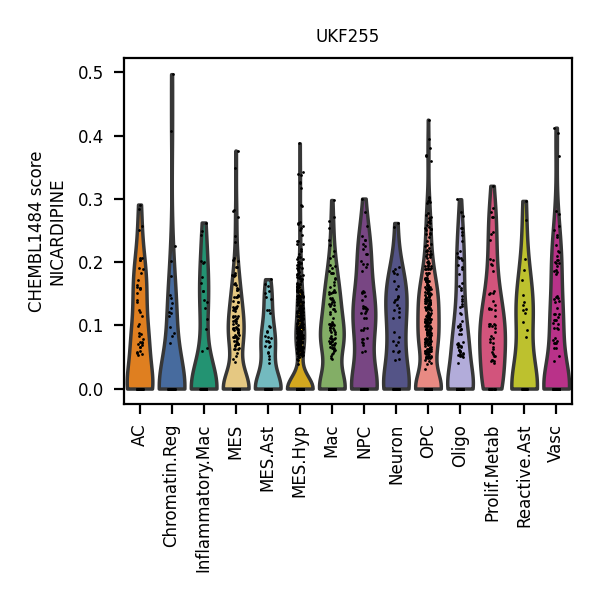 UKF255
CHEMBL1484 score
NICARDIPINE
0.5
0.4
0.3
0.2
0.1
0.0
AC
Chromatin.Reg
Inflammatory.Mac
MES
MES.Ast
MES.Hyp
Mac
NPC
Neuron
OPC
Oligo
Prolif.Metab
Reactive.Ast
Vasc